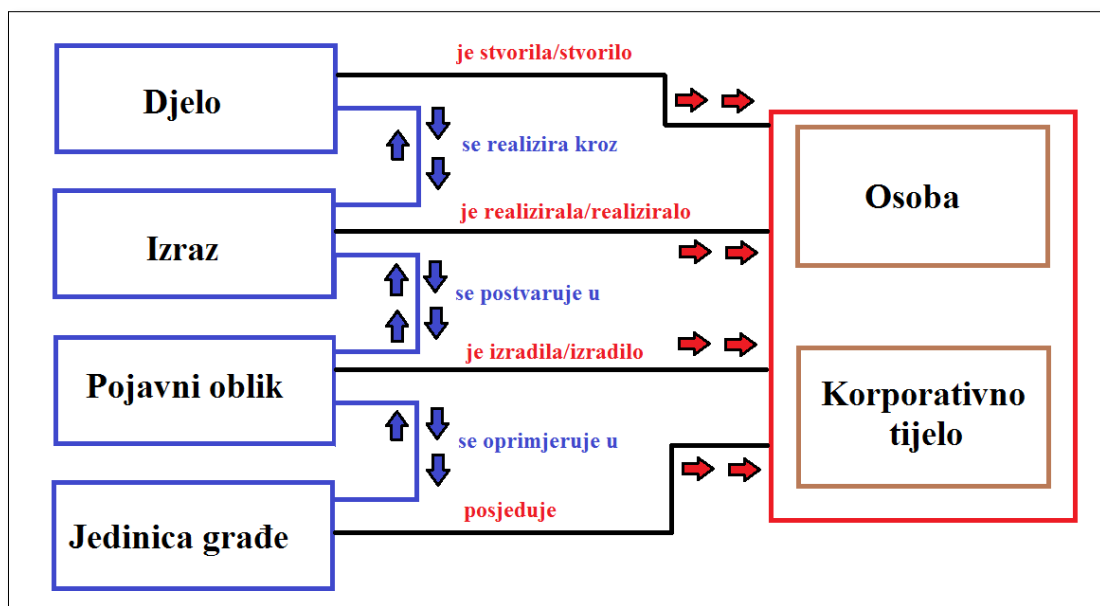 je stvorila/stvorilo
Djelo
se realizira kroz
Osoba
je realizirala/realiziralo
Izraz
se postvaruje u
je izradila/izradilo
Pojavni oblik
Korporativno
tijelo
se oprimjeruje u
posjeduje
Jedinica građe